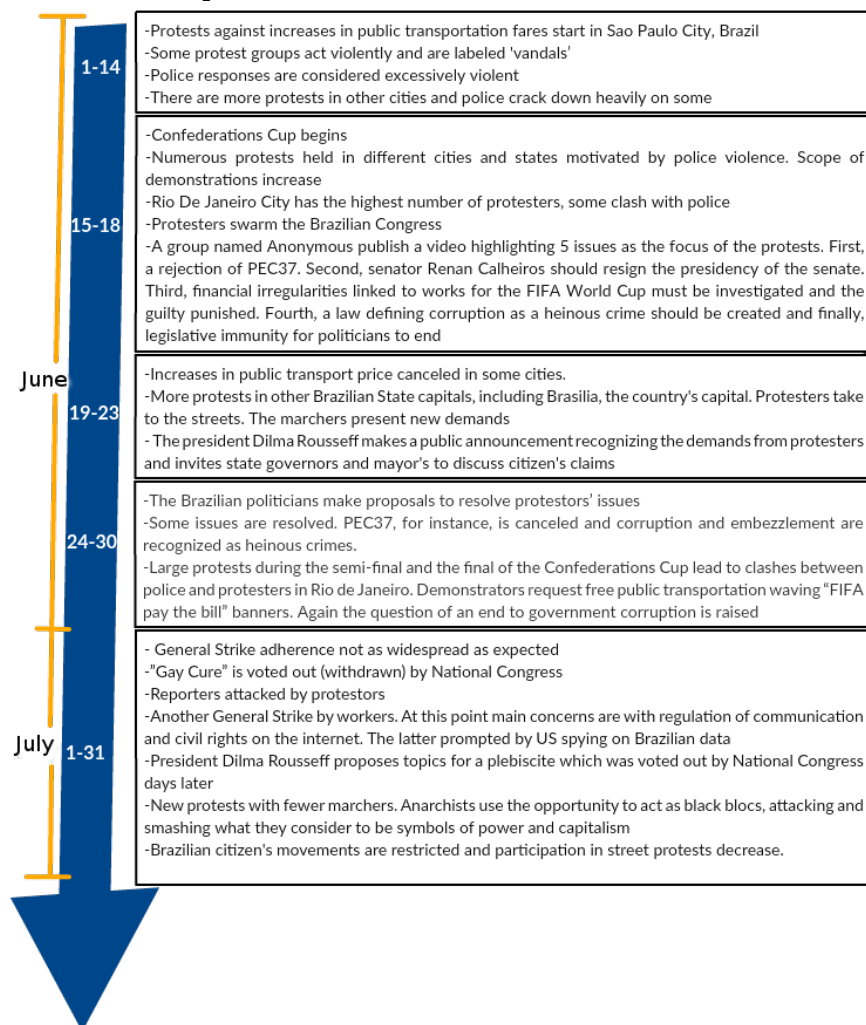 -Protests against increases in public transportation fares start in Sao Paulo City, Brazil
-Some protest groups act violently and are labeled 'vandals'
1-14
-Police responses are considered excessively violent
-There are more protests in other cities and police crack down heavily on some
-Confederations Cup begins
-Numerous protests held in different cities and states motivated by police violence. Scope of
demonstrations increase
-Rio De Janeiro City has the highest number of protesters, some clash with police
15-18
-Protesters swarm the Brazilian Congress
-A group named Anonymous publish a video highlighting 5 issues as the focus of the protests. First,
a rejection of PEC37. Second, senator Renan Calheiros should resign the presidency of the senate.
Third, financial irregularities linked to works for the FIFA World Cup must be investigated and the
guilty punished. Fourth, a law defining corruption as a heinous crime should be created and finally,
legislative immunity for politicians to end
June
-Increases in public transport price canceled in some cities.
-More protests in other Brazilian State capitals, including Brasilia, the country's capital. Protesters take
19-23
to the streets. The marchers present new demands
- The president Dilma Rousseff makes a public announcement recognizing the demands from protesters
and invites state governors and mayor's to discuss citizen's claims
-The Brazilian politicians make proposals to resolve protestors' issues
-Some issues are resolved. PEC37, for instance, is canceled and corruption and embezzlement are
24-30
recognized as heinous crimes.
-Large protests during the semi-final and the final of the Confederations Cup lead to clashes between
police and protesters in Rio de Janeiro. Demonstrators request free public transportation waving “FIFA
pay the bill” banners. Again the question of an end to government corruption is raised
- General Strike adherence not as widespread as expected
-”Gay Cure” is voted out (withdrawn) by National Congress
-Reporters attacked by protestors
-Another General Strike by workers. At this point main concerns are with regulation of communication
July
and civil rights on the internet. The latter prompted by US spying on Brazilian data
1-31
-President Dilma Rousseff proposes topics for a plebiscite which was voted out by National Congress
days later
-New protests with fewer marchers. Anarchists use the opportunity to act as black blocs, attacking and
smashing what they consider to be symbols of power and capitalism
-Brazilian citizen's movements are restricted and participation in street protests decrease.